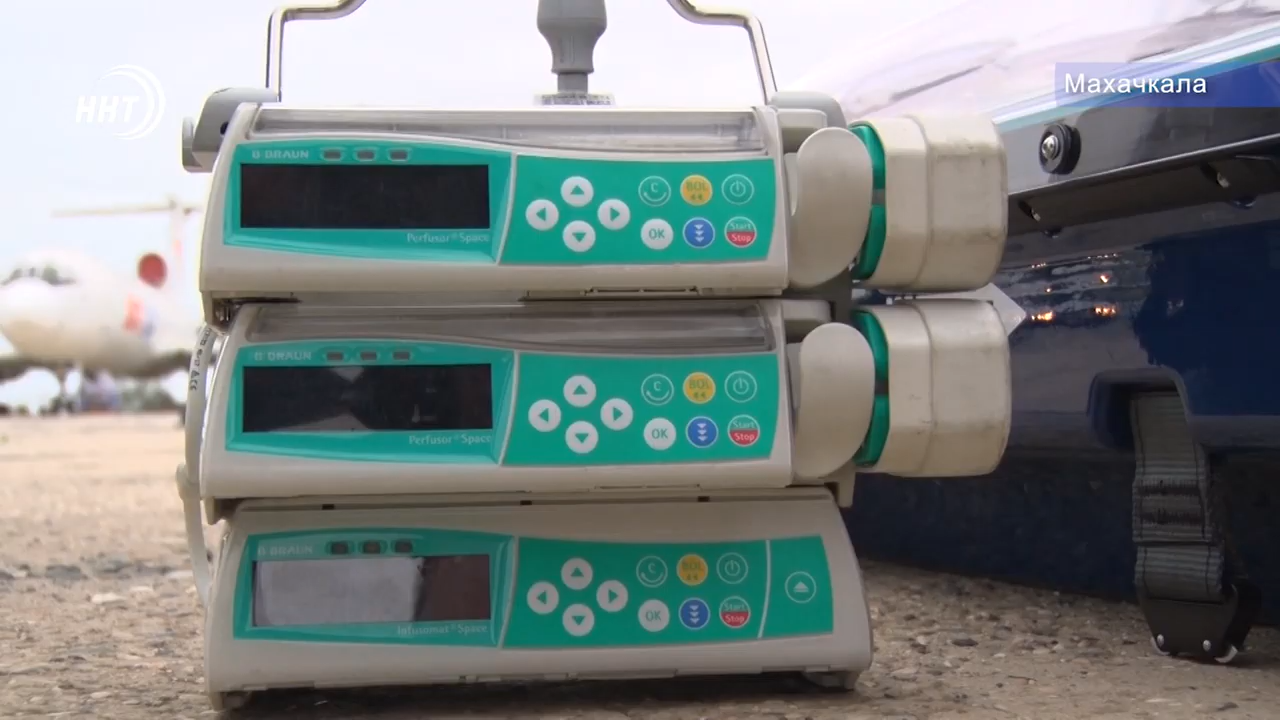 ННТ
Махачкала
B BRAUN
Perfusor® Space
C
BOL
OK
Start
Stop
B BRAUN
Perfusor® Space
C
BOL
OK
Start
Stop
B BRAUN
Infusomat® Space
C
BOL
OK
Start
Stop